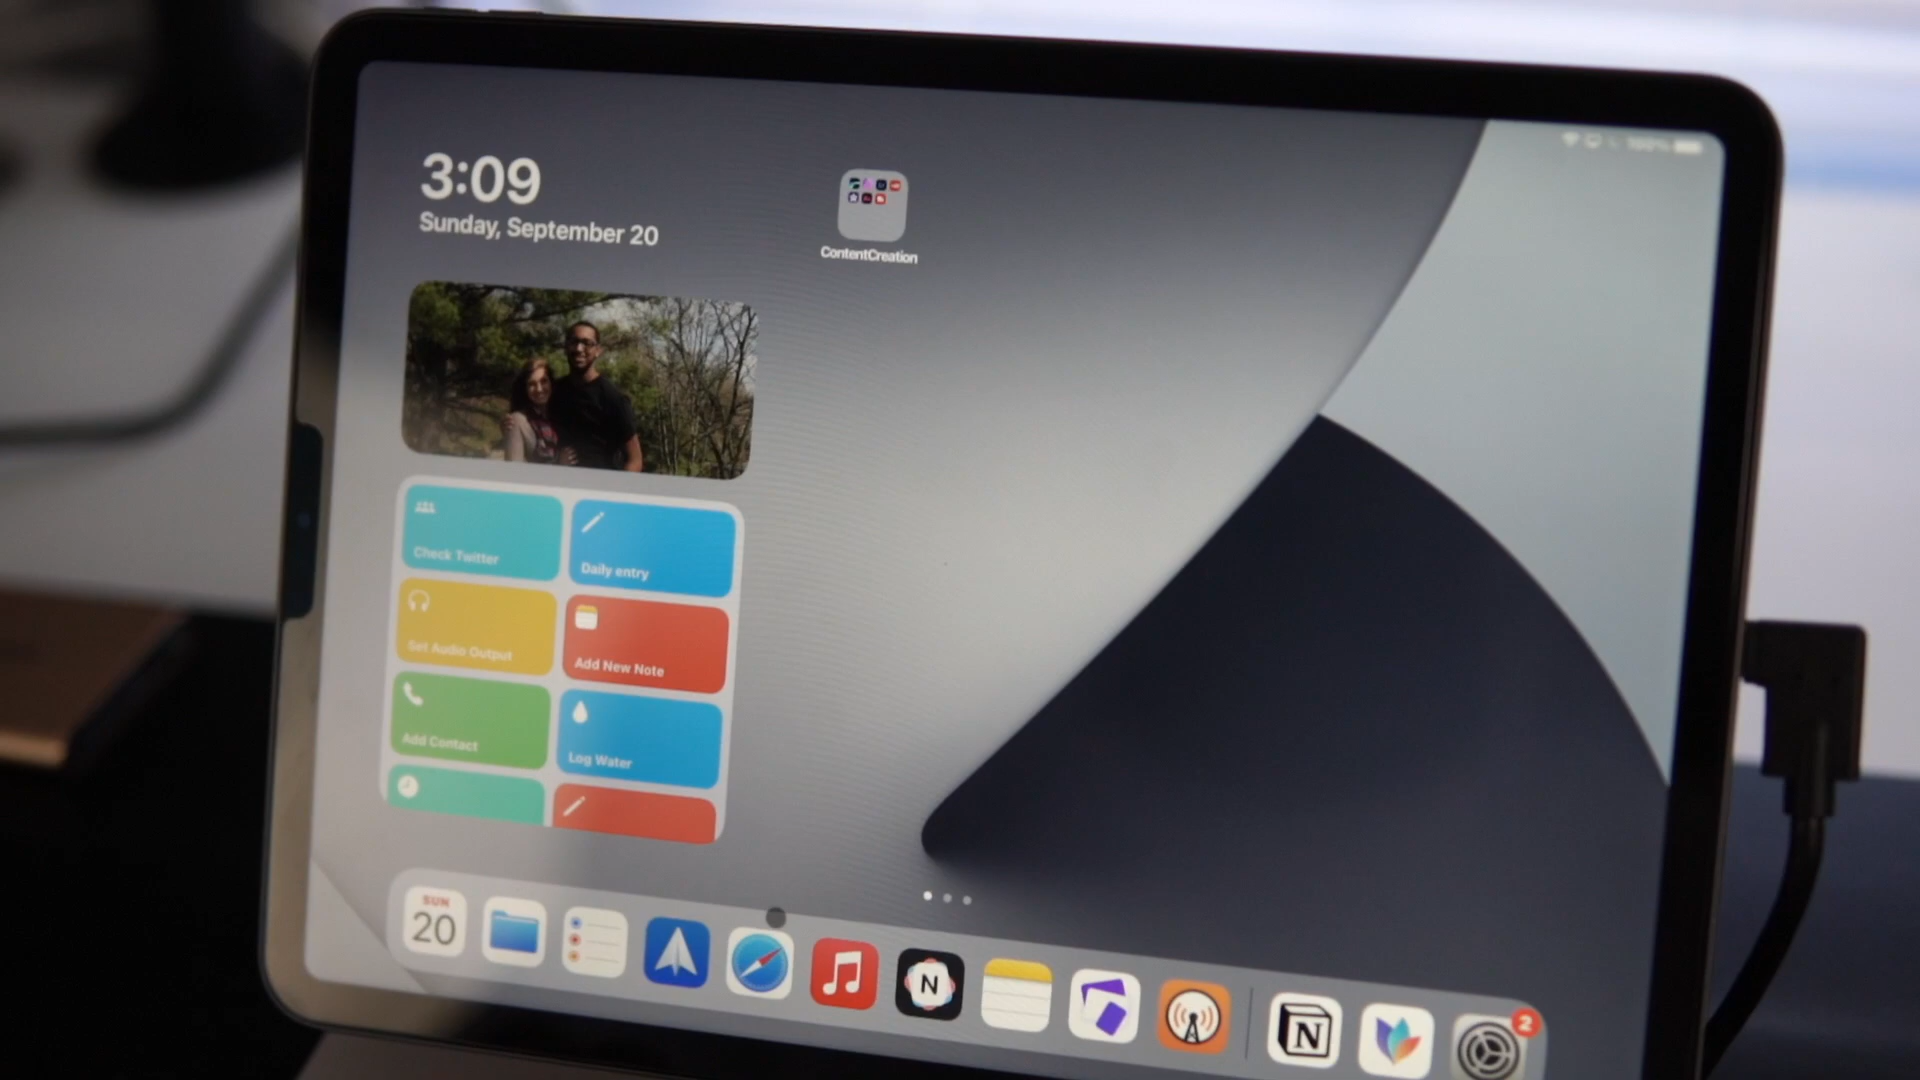 3:09
Sunday, September 20
100%
ContentCreation
Check Twitter
Daily entry
Set Audio Output
Add New Note
Add Contact
Log Water
SUN
20
N
N
2